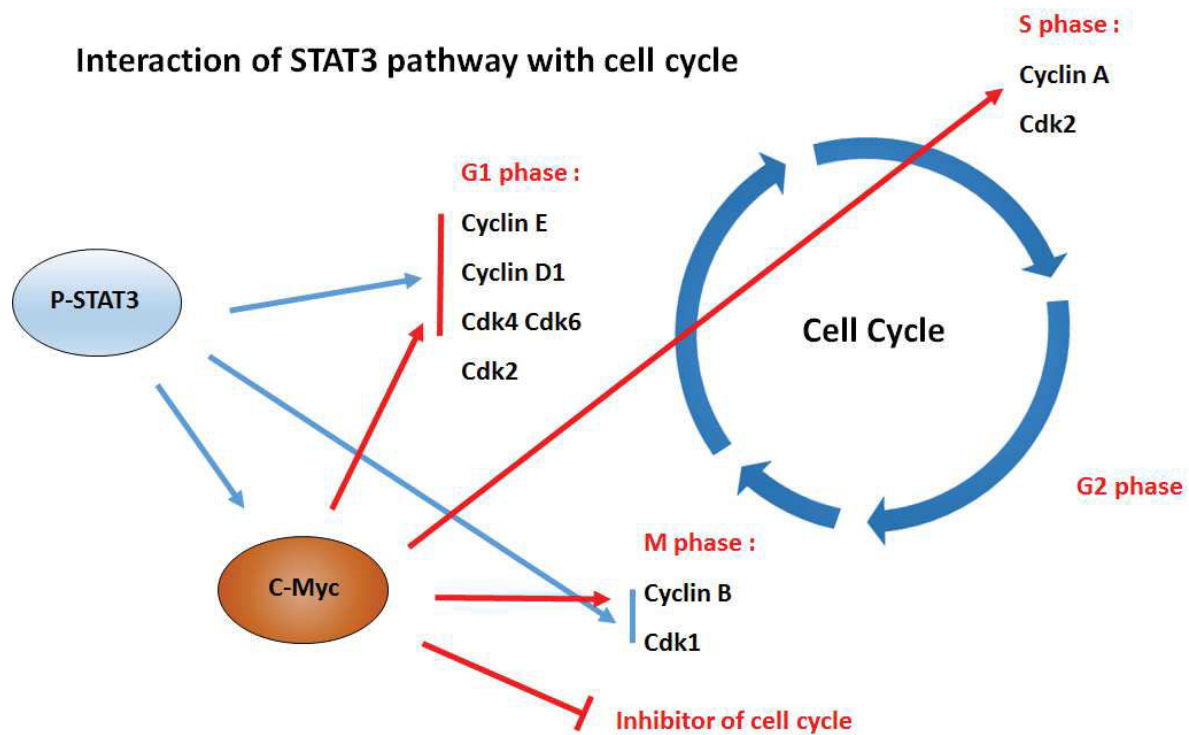 Interaction of STAT3 pathway with cell cycle
S phase :
Cyclin A
Cdk2
G1 phase :
Cyclin E
Cyclin D1
Cdk4 Cdk6
Cdk2
P-STAT3
Cell Cycle
G2 phase
C-Myc
M phase :
Cyclin B
Cdk1
Inhibitor of cell cycle